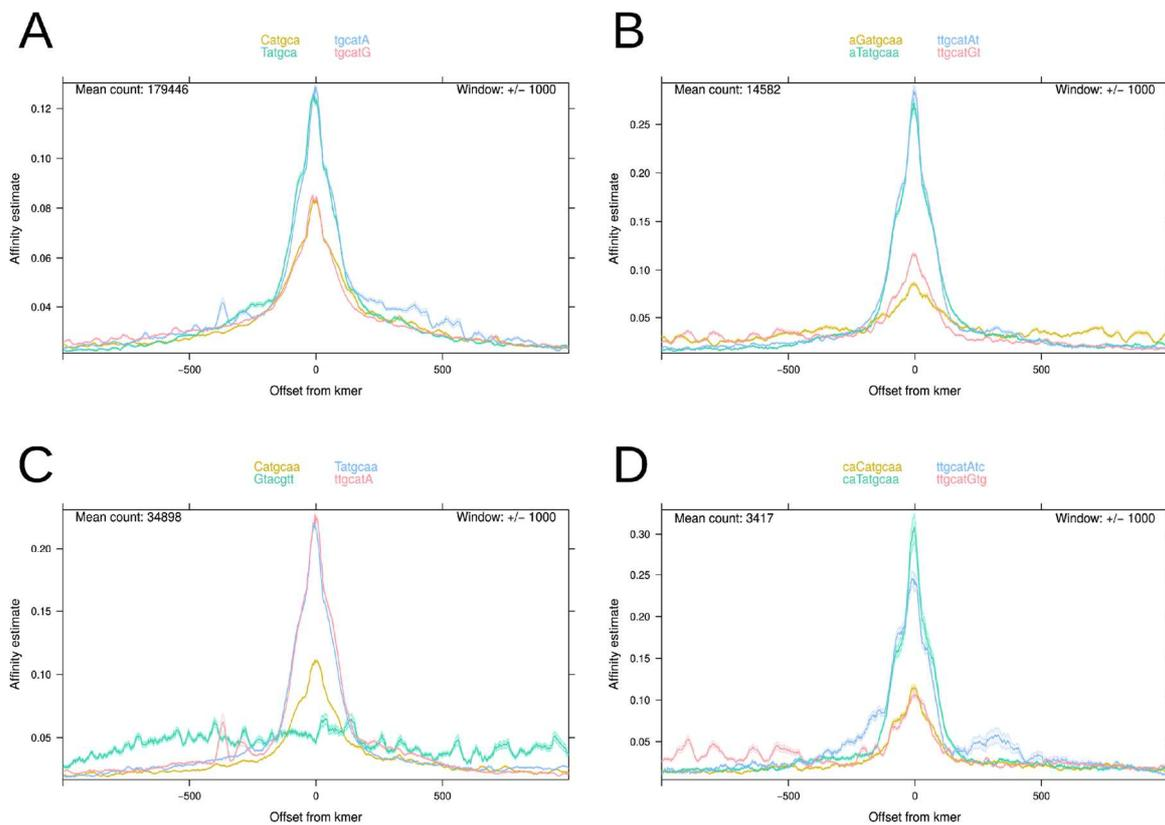 A
Catgca tgcatA
Tatgca tgcatG
Mean count: 179446 Window: +/− 1000
Affinity estimate
0.12
0.10
0.08
0.06
0.04
−500 0 500
Offset from kmer
B
aGatgcaa ttgcatAt
aTatgcaa ttgcatGt
Mean count: 14582 Window: +/− 1000
Affinity estimate
0.25
0.20
0.15
0.10
0.05
−500 0 500
Offset from kmer
C
Catgcaa Tatgcaa
Gtacgtt ttgcatA
Mean count: 34898 Window: +/− 1000
Affinity estimate
0.20
0.15
0.10
0.05
−500 0 500
Offset from kmer
D
caCatgcaa ttgcatAtc
caTatgcaa ttgcatGtg
Mean count: 3417 Window: +/− 1000
Affinity estimate
0.30
0.25
0.20
0.15
0.10
0.05
−500 0 500
Offset from kmer